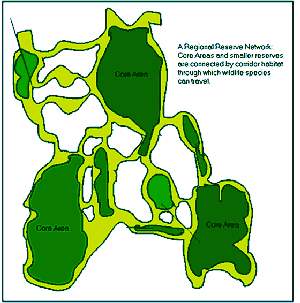 A Regional Reserve Network:
Core Areas and smaller reserves
are connected by corridor habitat
through which wildlife species
can travel.
Core Area
Core Area
Core Area